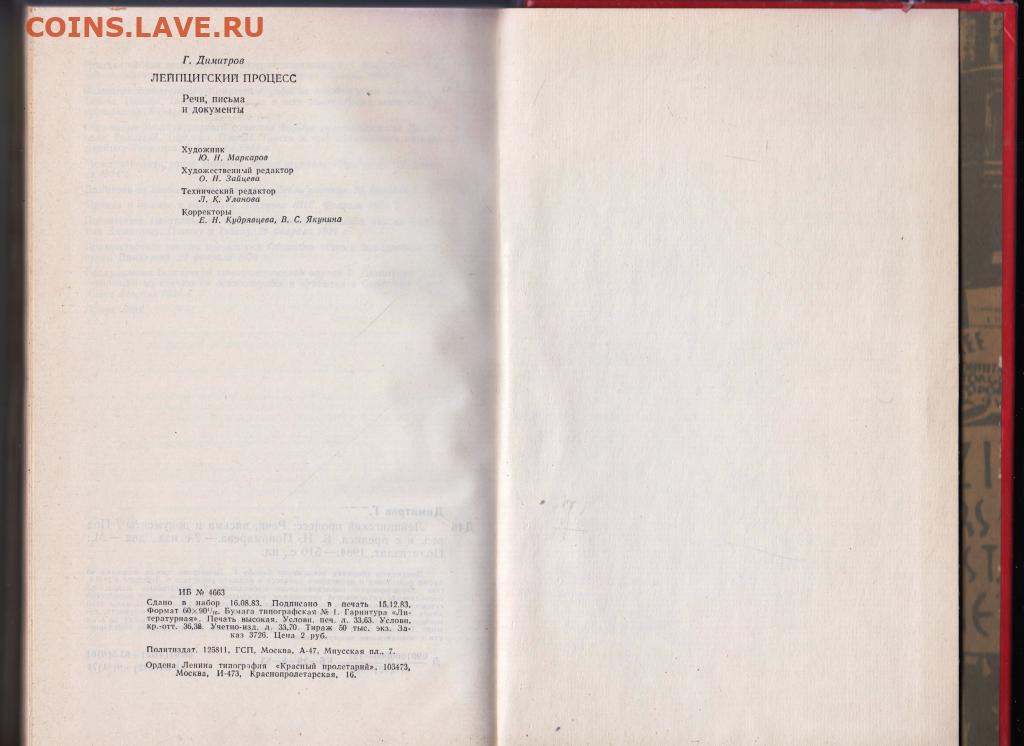 COINS.LAVE.RU
Г. Димитров
ЛЕЙПЦИГСКИЙ ПРОЦЕСС
Речи, письма
и документы
Художник
Ю. Н. Маркаров
Художественный редактор
О. Н. Зайцева
Технический редактор
Л. К. Уланова
Корректоры
Е. Н. Кудрявцева, В. С. Якунина
ИБ № 4663
Сдано в набор 16.08.83. Подписано в печать 15.12.83.
Формат 60×90¹/₁₆. Бумага типографская № 1. Гарнитура «Ли-
тературная». Печать высокая. Условн. печ. л. 33,63. Условн.
кр.-отт. 36,38. Учетно-изд. л. 33,70. Тираж 50 тыс. экз. За-
каз 3726. Цена 2 руб.
Политиздат. 125811, ГСП, Москва, А-47, Миусская пл., 7.
Ордена Ленина типография «Красный пролетарий», 103473,
Москва, И-473, Краснопролетарская, 16.